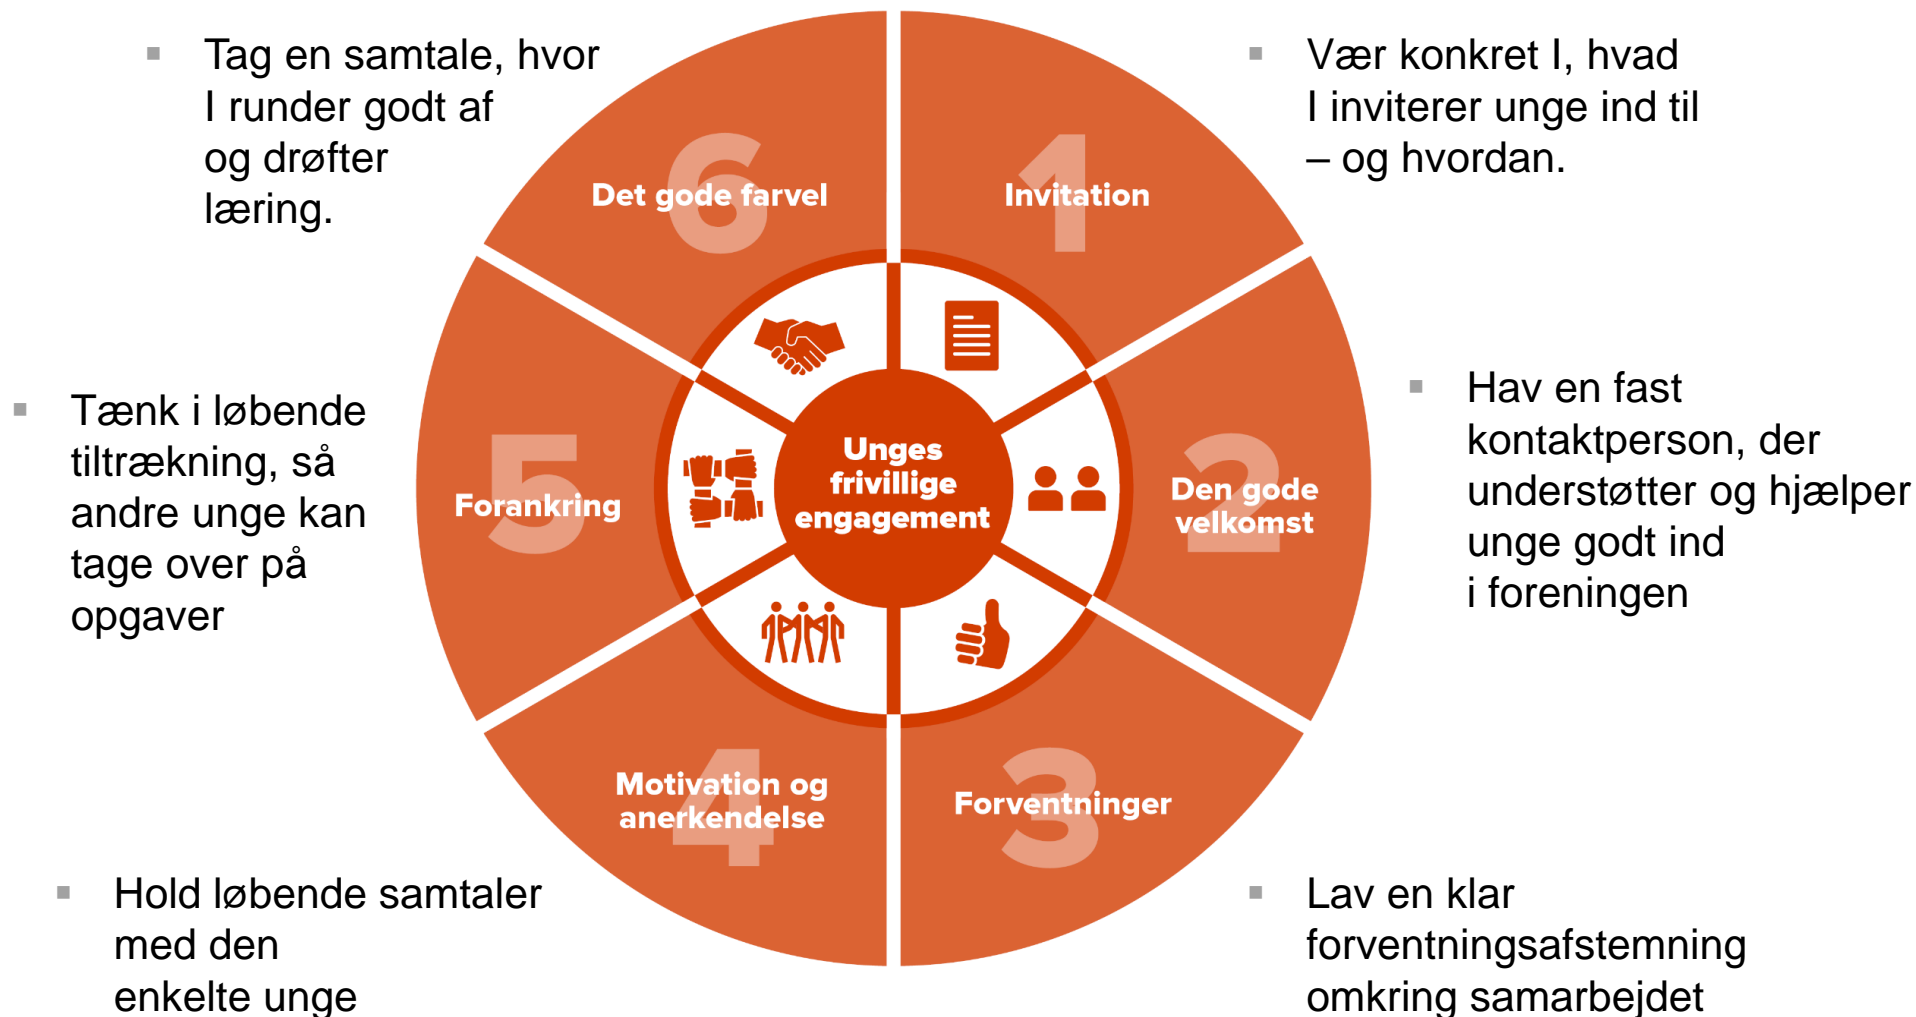 Tag en samtale, hvor
I runder godt af
og drøfter
læring.
Vær konkret I, hvad
I inviterer unge ind til
– og hvordan.
6
Det gode farvel
1
Invitation
Tænk i løbende
tiltrækning, så
andre unge kan
tage over på
opgaver
5
Forankring
Unges
frivillige
engagement
2
Den gode
velkomst
Hav en fast
kontaktperson, der
understøtter og hjælper
unge godt ind
i foreningen
4
Motivation og
anerkendelse
3
Forventninger
Hold løbende samtaler
med den
enkelte unge
Lav en klar
forventningsafstemning
omkring samarbejdet